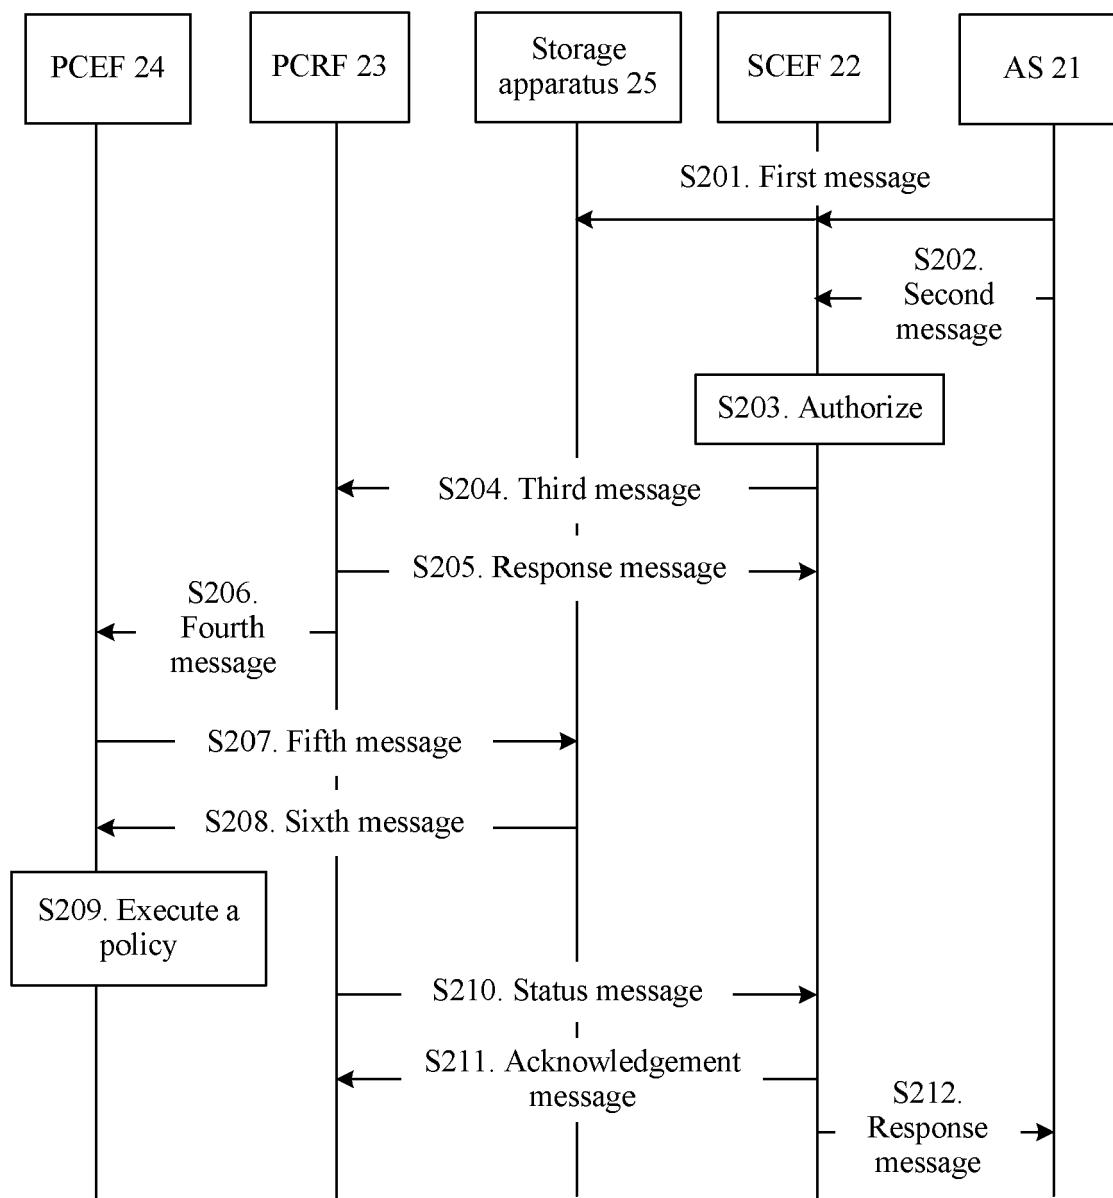 PCEF 24
PCRF 23
Storage
apparatus 25
SCEF 22
AS 21
S201. First message
S202.
Second
message
S203. Authorize
S204. Third message
S205. Response message
S206.
Fourth
message
S207. Fifth message
S208. Sixth message
S209. Execute a
policy
S210. Status message
S211. Acknowledgement
message
S212.
Response
message